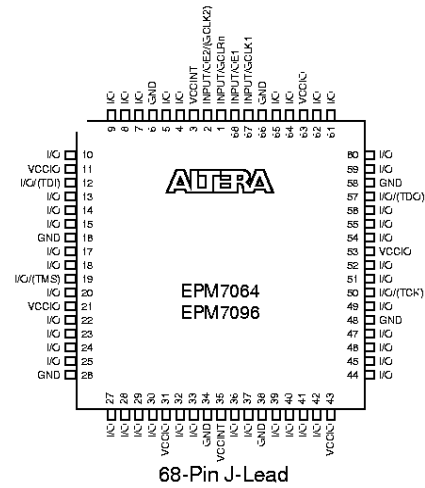 I/O 9
I/O 8
I/O 7
GND 6
I/O 5
I/O 4
VCCINT 3
INPUT/OE2/(GCLK2) 2
INPUT/GCLRn 1
INPUT/OE1 68
INPUT/GCLK1 67
GND 66
I/O 65
I/O 64
VCCIO 63
I/O 62
I/O 61
I/O 10
VCCIO 11
I/O/(TDI) 12
I/O 13
I/O 14
I/O 15
GND 16
I/O 17
I/O 18
I/O/(TMS) 19
I/O 20
VCCIO 21
I/O 22
I/O 23
I/O 24
I/O 25
GND 26
ALTERA
EPM7064
EPM7096
60 I/O
59 I/O
58 GND
57 I/O/(TDO)
56 I/O
55 I/O
54 I/O
53 VCCIO
52 I/O
51 I/O
50 I/O/(TCK)
49 I/O
48 GND
47 I/O
46 I/O
45 I/O
44 I/O
27 I/O
28 I/O
29 I/O
30 I/O
31 VCCIO
32 I/O
33 I/O
34 GND
35 VCCINT
36 I/O
37 I/O
38 GND
39 I/O
40 I/O
41 I/O
42 I/O
43 VCCIO
68-Pin J-Lead